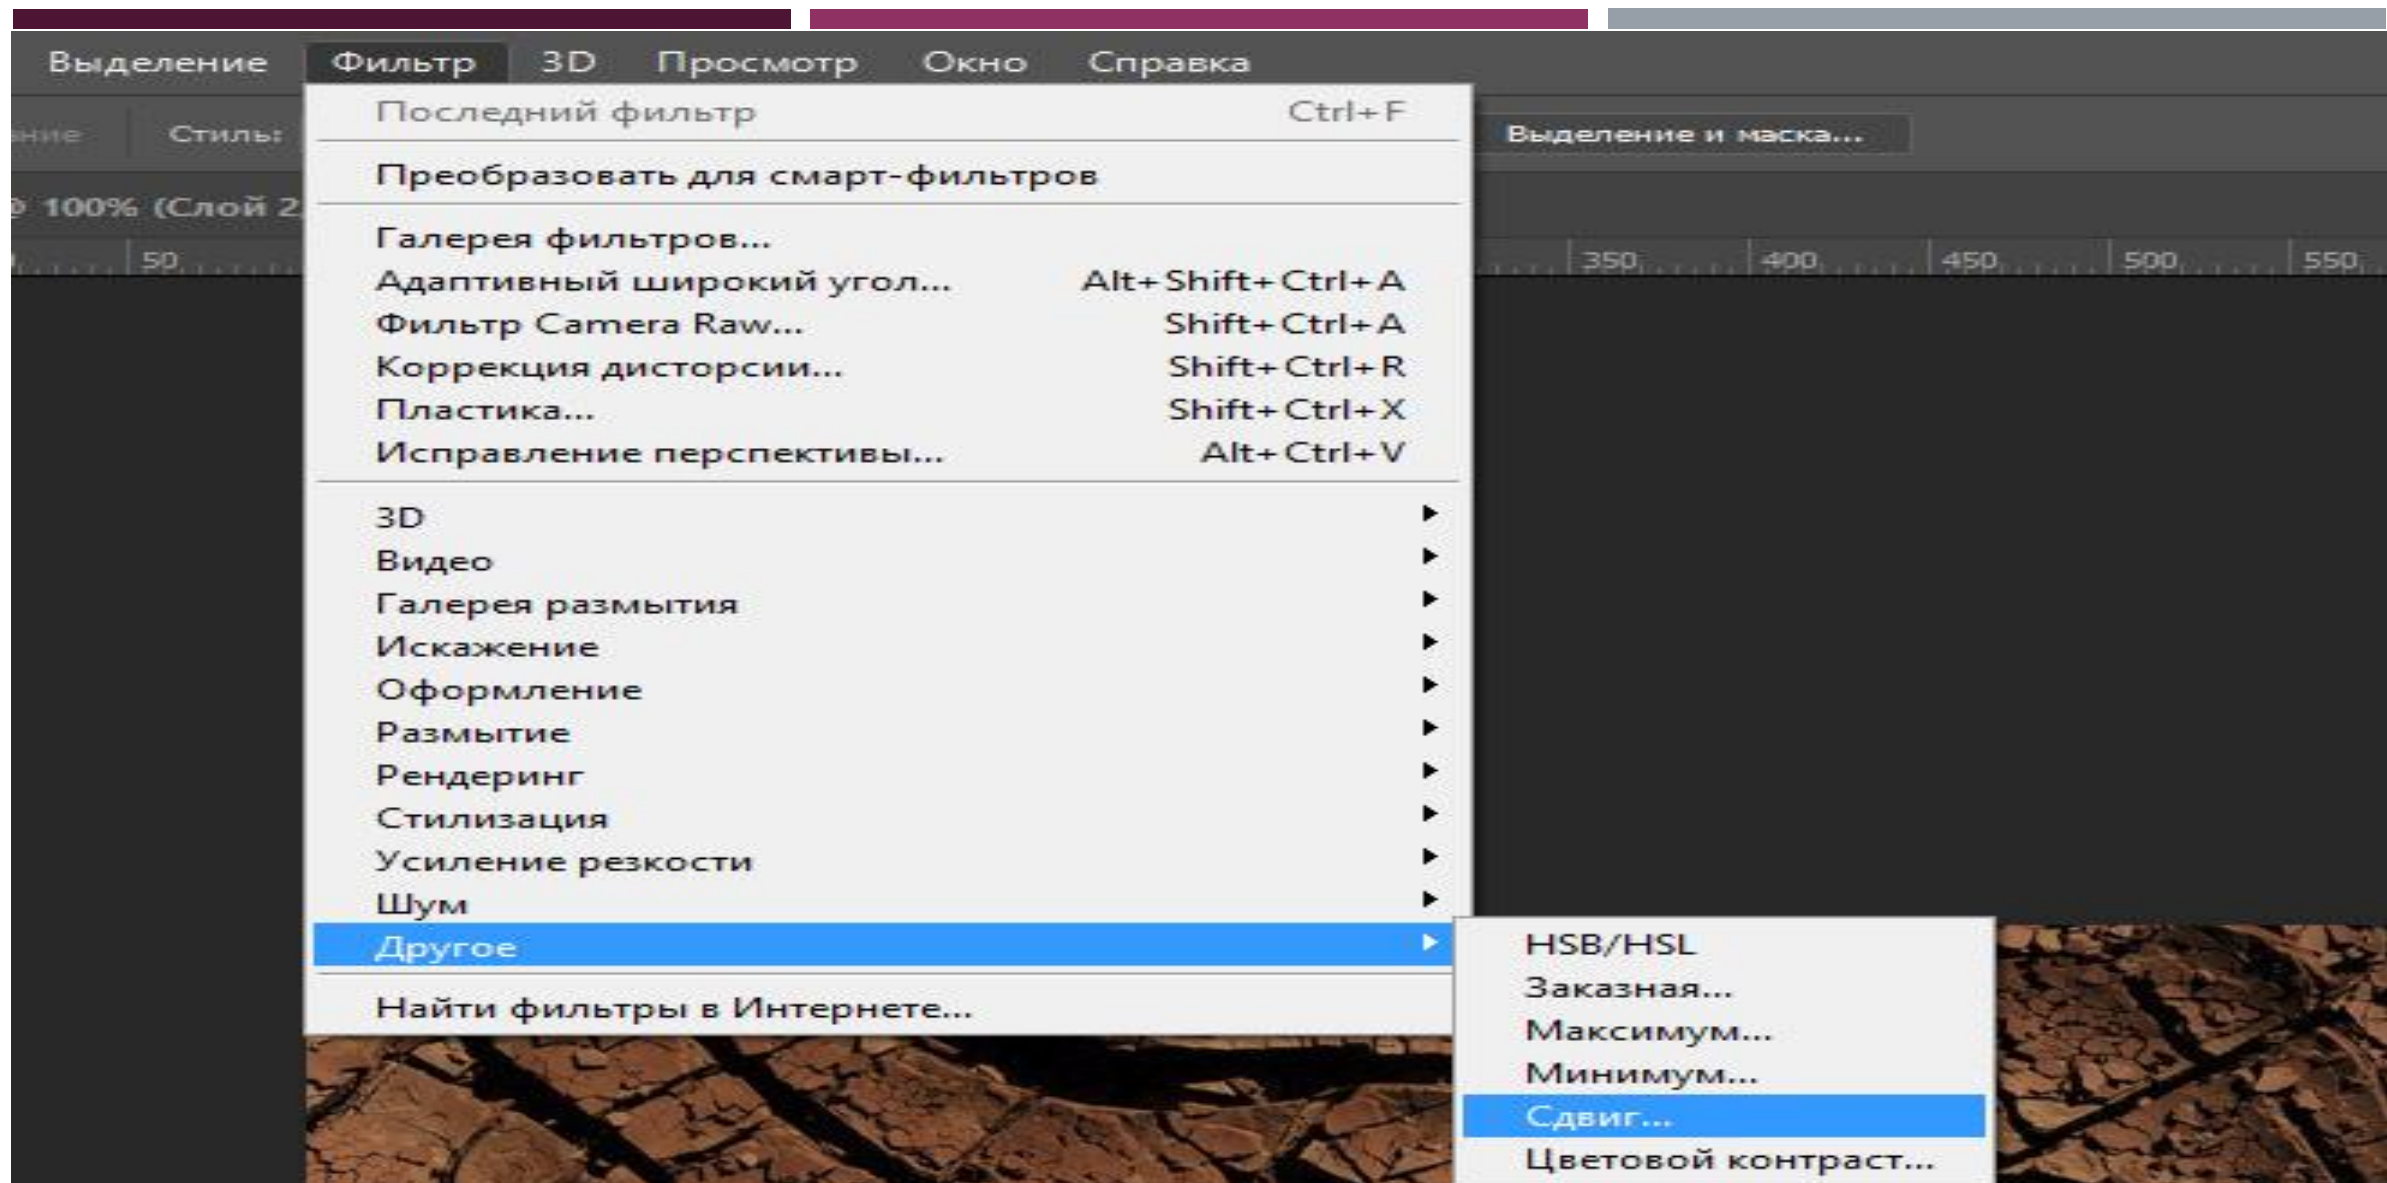 Выделение Фильтр 3D Просмотр Окно Справка
Последний фильтр Ctrl+F
Стиль: Выделение и маска...
Преобразовать для смарт-фильтров
100% (Слой 2,
Галерея фильтров...
50 350 400 450 500 550
Адаптивный широкий угол... Alt+Shift+Ctrl+A
Фильтр Camera Raw... Shift+Ctrl+A
Коррекция дисторсии... Shift+Ctrl+R
Пластика... Shift+Ctrl+X
Исправление перспективы... Alt+Ctrl+V
3D
Видео
Галерея размытия
Искажение
Оформление
Размытие
Рендеринг
Стилизация
Усиление резкости
Шум
Другое
HSB/HSL
Заказная...
Найти фильтры в Интернете...
Максимум...
Минимум...
Сдвиг...
Цветовой контраст...